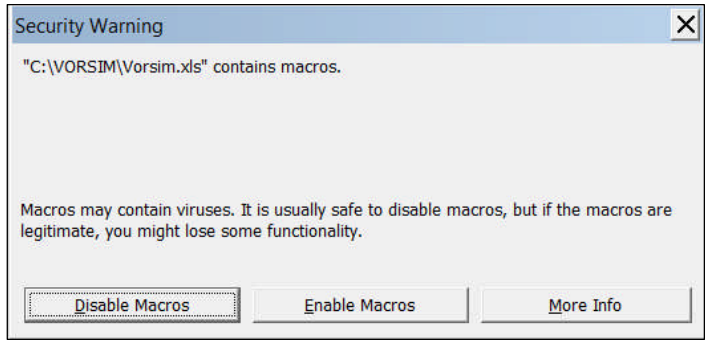 Security Warning
"C:\VORSIM\Vorsim.xls" contains macros.
Macros may contain viruses. It is usually safe to disable macros, but if the macros are
legitimate, you might lose some functionality.
Disable Macros Enable Macros More Info